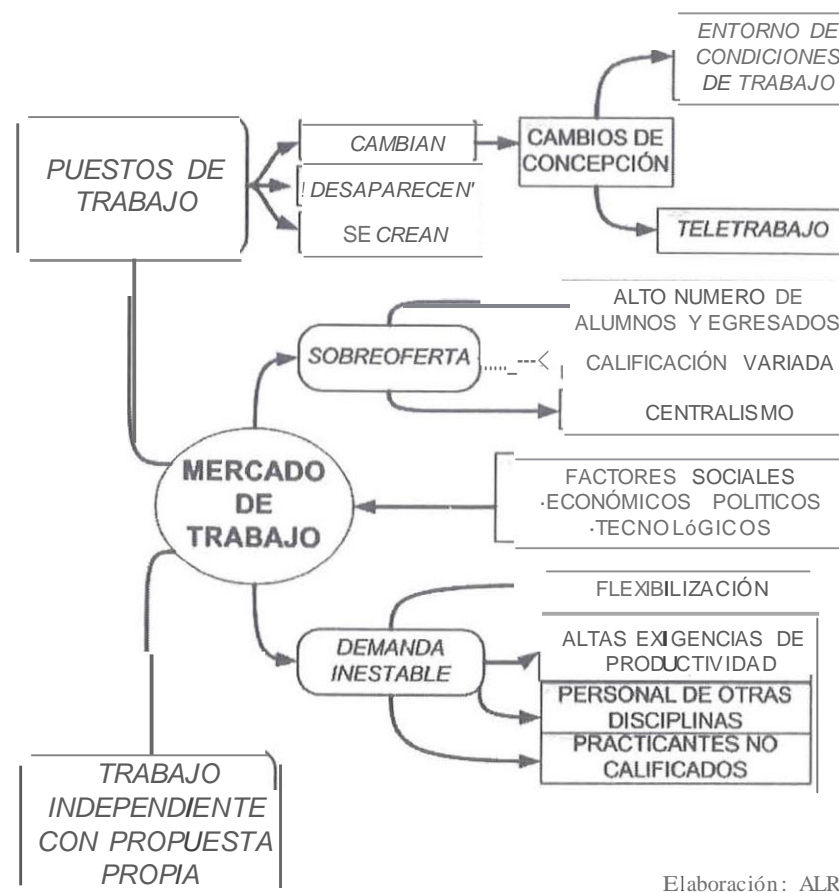 ENTORNO DE
CONDICIONES
DE TRABAJO
PUESTOS DE
TRABAJO
CAMBIAN
CAMBIOS DE
CONCEPCIÓN
! DESAPARECEN'
SE CREAN
TELETRABAJO
ALTO NUMERO DE
ALUMNOS Y EGRESADOS
SOBREOFERTA
CALIFICACIÓN VARIADA
CENTRALISMO
MERCADO
DE
TRABAJO
FACTORES SOCIALES
·ECONÓMICOS POLITICOS
·TECNOLóGICOS
FLEXIBILIZACIÓN
DEMANDA
INESTABLE
ALTAS EXIGENCIAS DE
PRODUCTIVIDAD
PERSONAL DE OTRAS
DISCIPLINAS
PRACTICANTES NO
CALIFICADOS
TRABAJO
INDEPENDIENTE
CON PROPUESTA
PROPIA
Elaboración: ALR